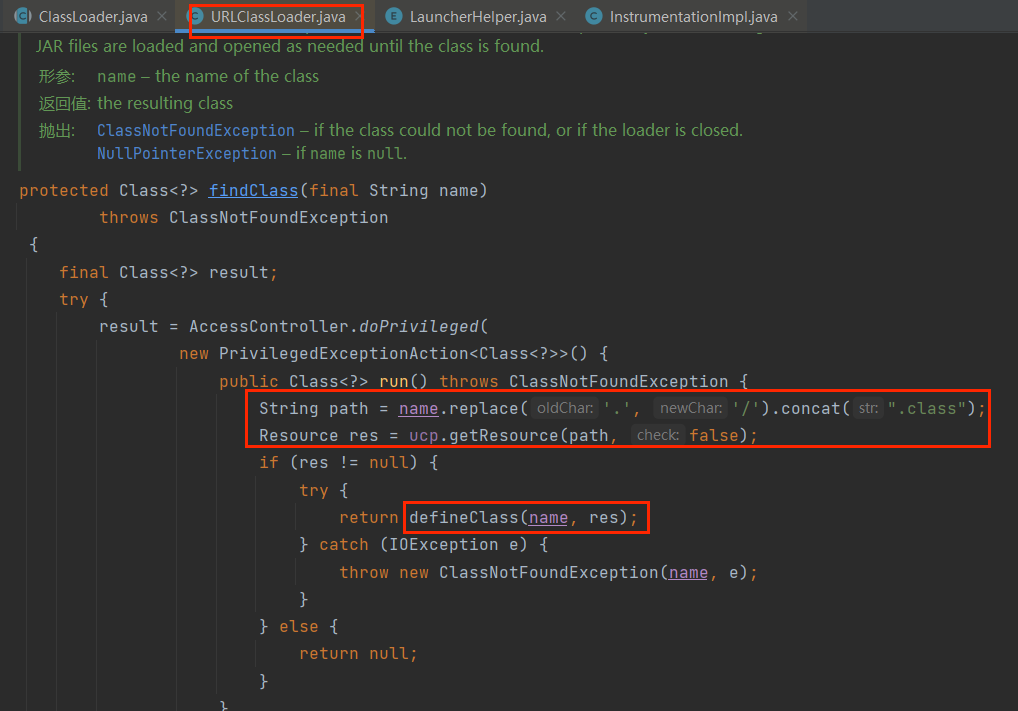 ClassLoader.java URLClassLoader.java LauncherHelper.java InstrumentationImpl.java
JAR files are loaded and opened as needed until the class is found.
形参: name – the name of the class
返回值: the resulting class
抛出: ClassNotFoundException – if the class could not be found, or if the loader is closed.
NullPointerException – if name is null.
protected Class<?> findClass(final String name)
throws ClassNotFoundException
{
final Class<?> result;
try {
result = AccessController.doPrivileged(
new PrivilegedExceptionAction<Class<?>>() {
public Class<?> run() throws ClassNotFoundException {
String path = name.replace( oldChar: '.', newChar: '/').concat( str: ".class");
Resource res = ucp.getResource(path, check: false);
if (res != null) {
try {
return defineClass(name, res);
} catch (IOException e) {
throw new ClassNotFoundException(name, e);
}
} else {
return null;
}
}